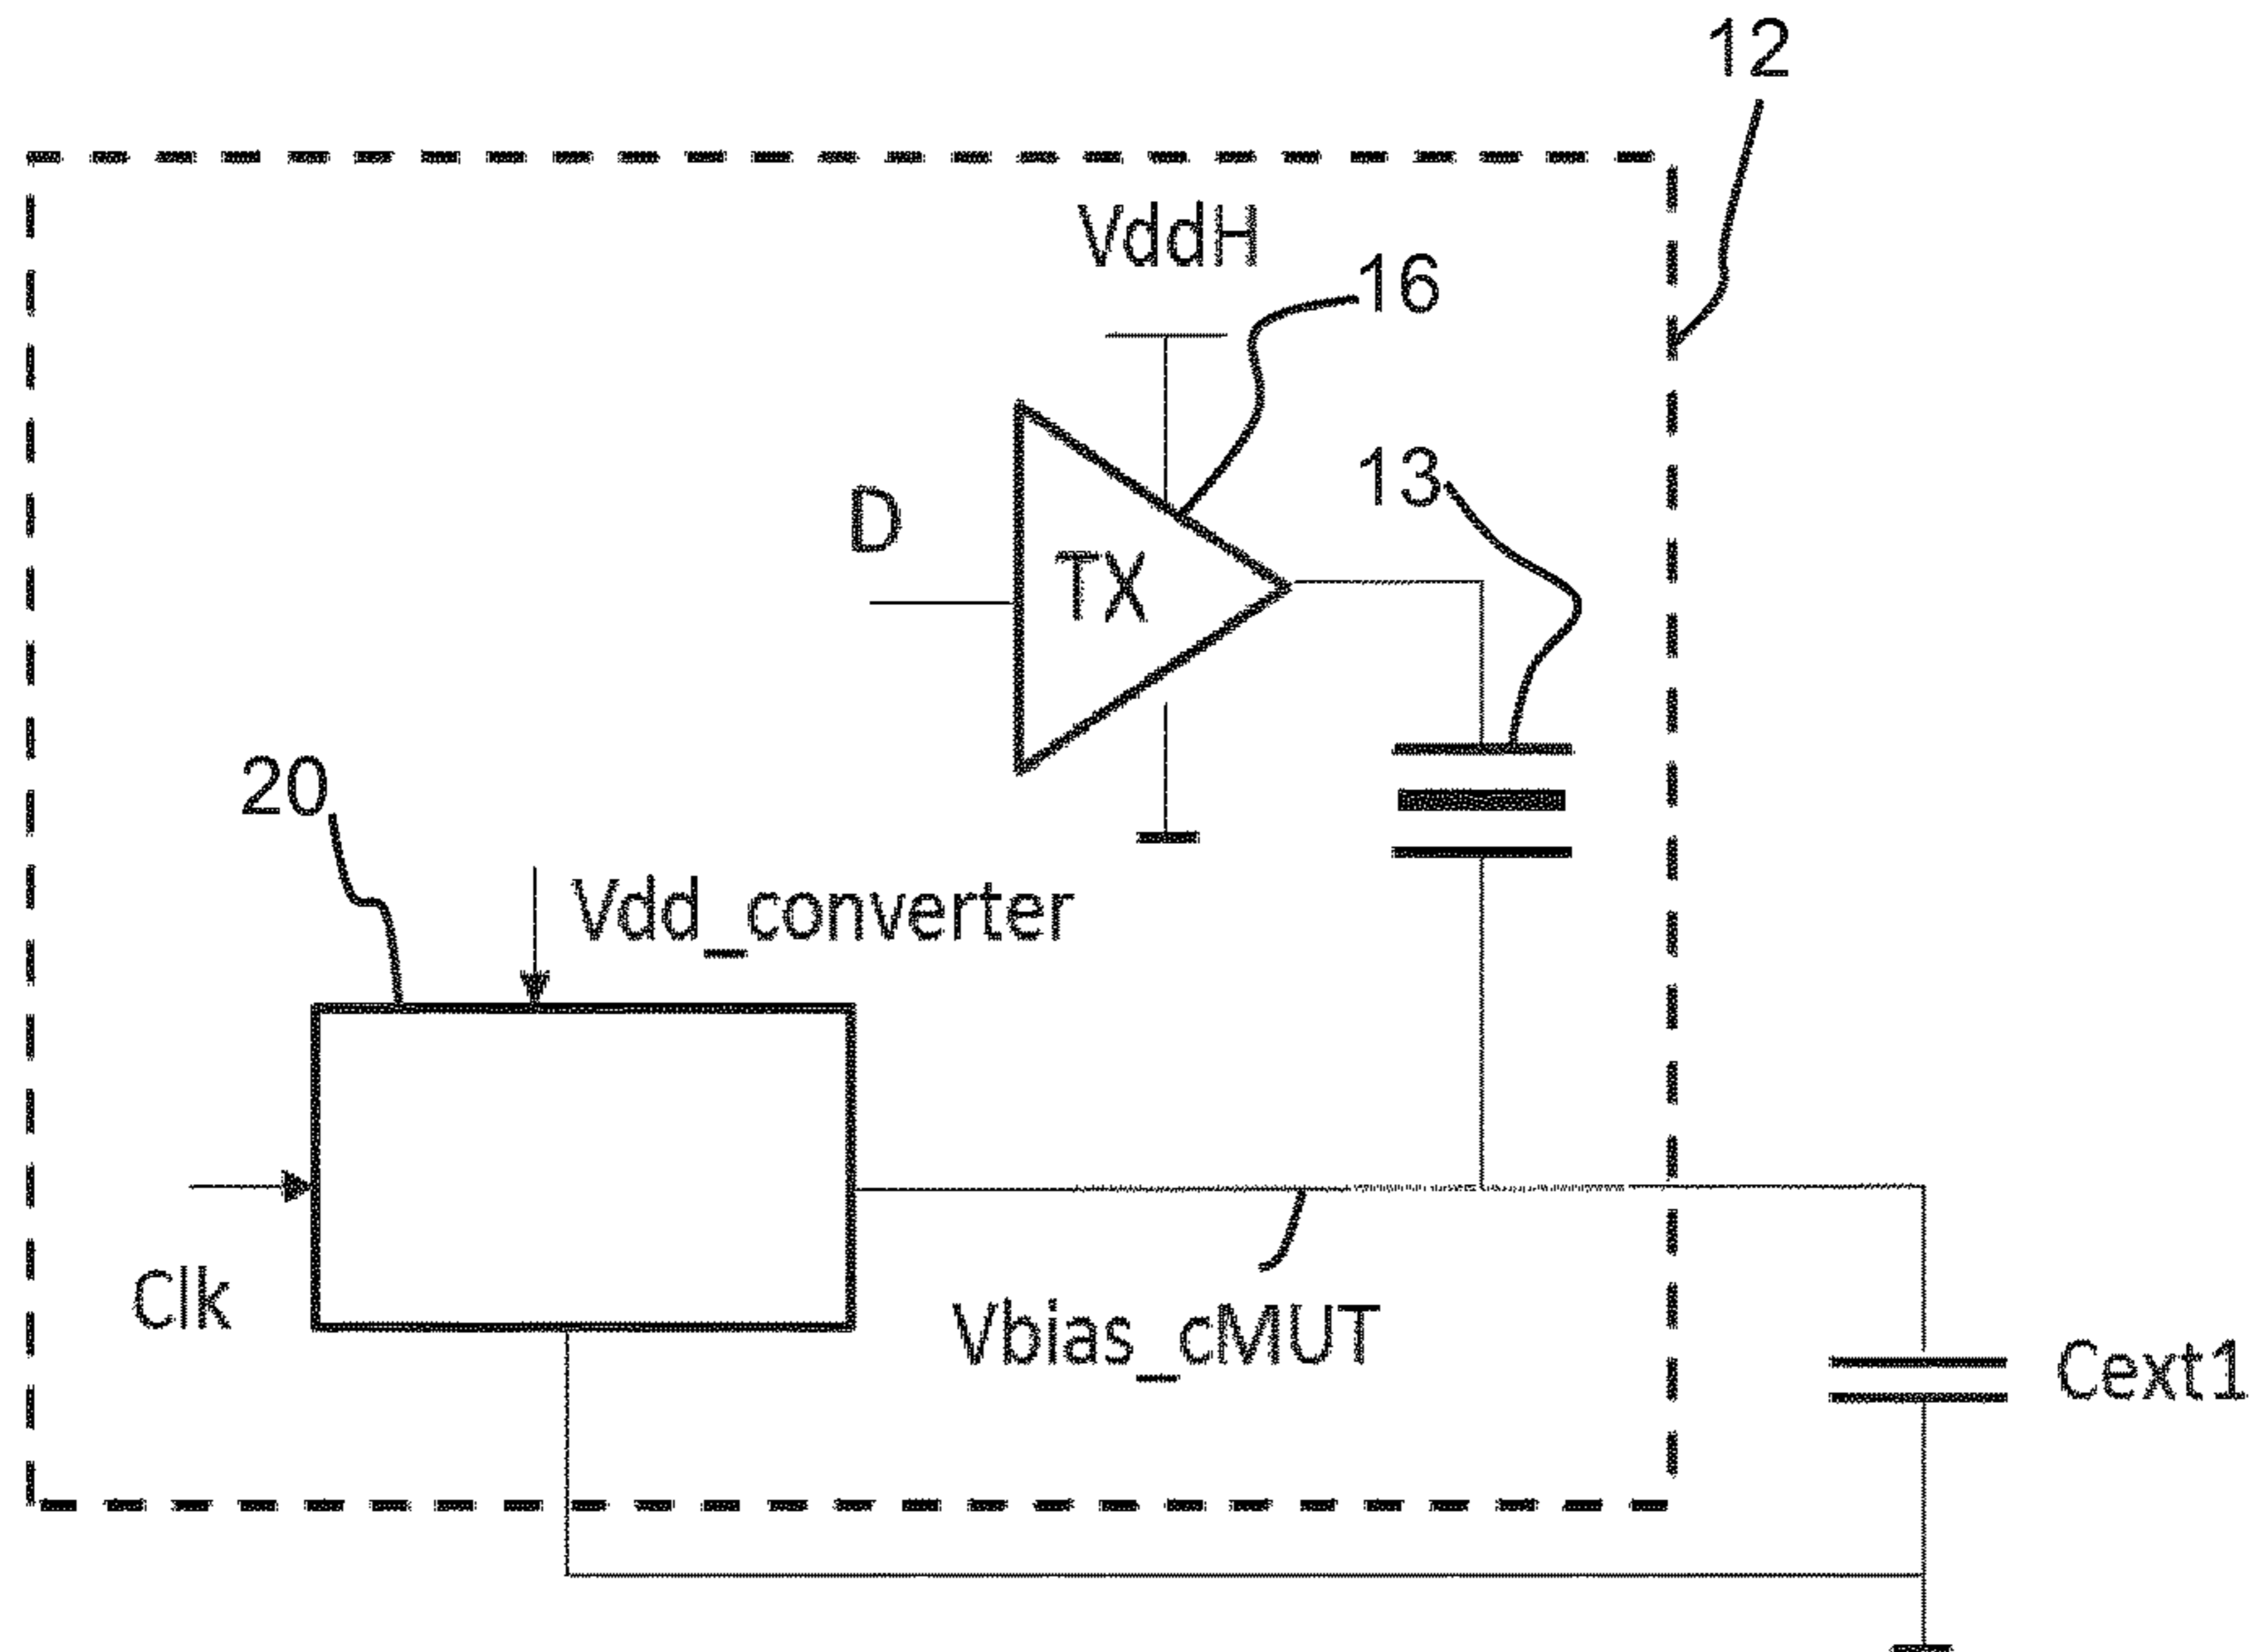 12
VddH
16
13
D
TX
20
Vdd_converter
Clk
Vbias_cMUT
Cext1